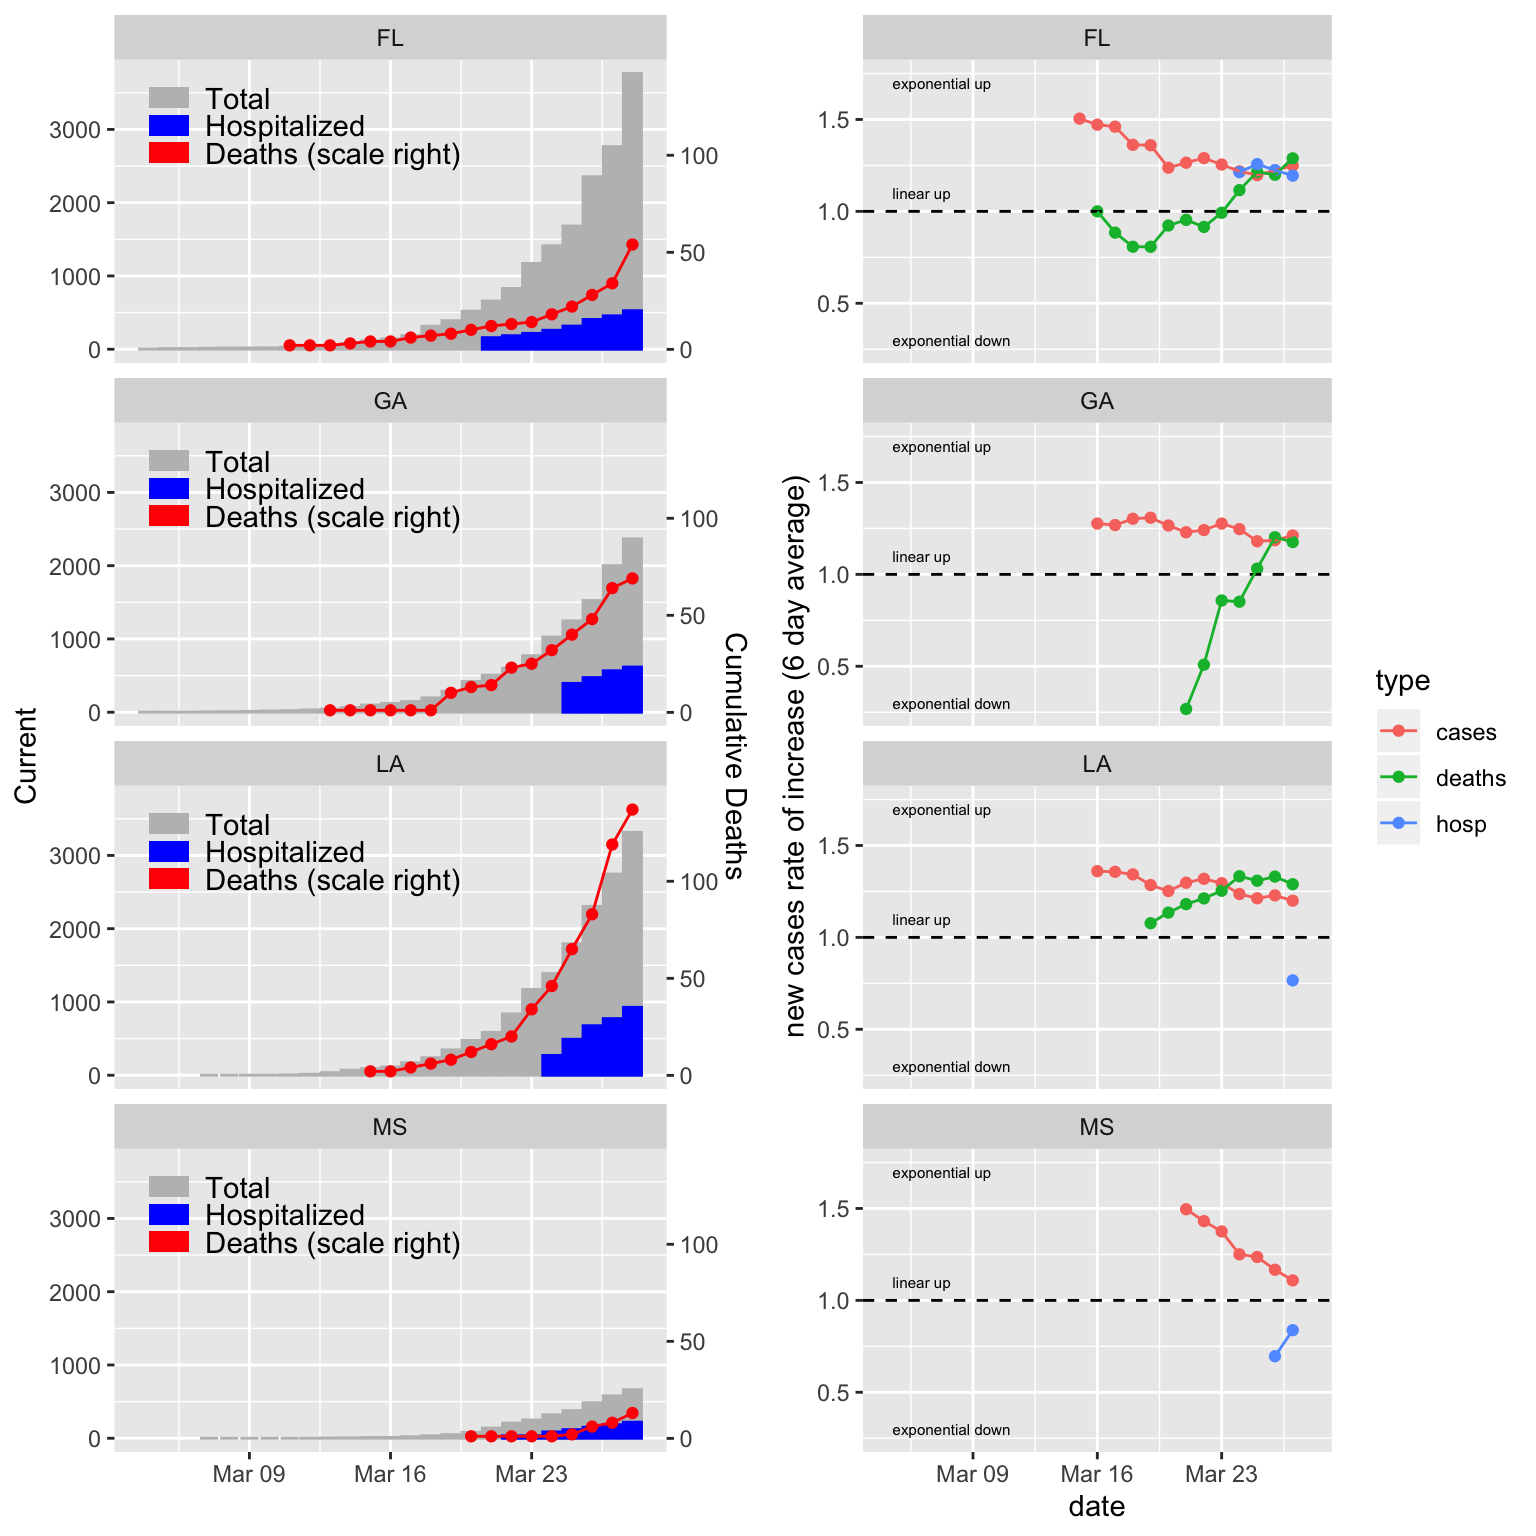 FL
Total
Hospitalized
Deaths (scale right)
3000
2000
1000
0
100
50
0
GA
Total
Hospitalized
Deaths (scale right)
3000
2000
1000
0
100
50
0
LA
Total
Hospitalized
Deaths (scale right)
3000
2000
1000
0
100
50
0
MS
Total
Hospitalized
Deaths (scale right)
3000
2000
1000
0
100
50
0
Mar 09
Mar 16
Mar 23
Current
Cumulative Deaths
FL
exponential up
linear up
exponential down
1.5
1.0
0.5
GA
exponential up
linear up
exponential down
1.5
1.0
0.5
LA
exponential up
linear up
exponential down
1.5
1.0
0.5
MS
exponential up
linear up
exponential down
1.5
1.0
0.5
Mar 09
Mar 16
Mar 23
date
new cases rate of increase (6 day average)
type
cases
deaths
hosp